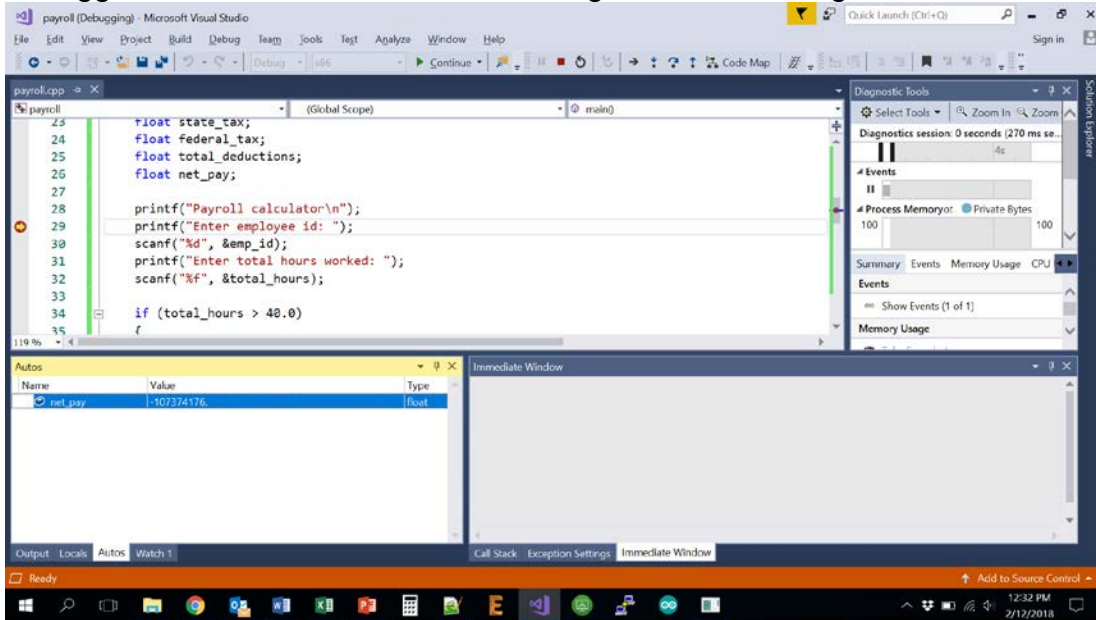 payroll (Debugging) - Microsoft Visual Studio
Quick Launch (Ctrl+Q)
File Edit View Project Build Debug Team Tools Test Analyze Window Help
Sign in
Debug x86 Continue Code Map
payroll.cpp
payroll (Global Scope) main()
23 float state_tax;
24 float federal_tax;
25 float total_deductions;
26 float net_pay;
27
28 printf("Payroll calculator\n");
29 printf("Enter employee id: ");
30 scanf("%d", &emp_id);
31 printf("Enter total hours worked: ");
32 scanf("%f", &total_hours);
33
34 if (total_hours > 40.0)
35 {
119 %
Diagnostic Tools
Select Tools Zoom In Zoom
Diagnostics session: 0 seconds (270 ms se...
4s
Events
Process Memory Private Bytes
100 100
Summary Events Memory Usage CPU
Events
Show Events (1 of 1)
Memory Usage
Solution Explorer
Autos
Name Value Type
net_pay -107374176. float
Output Locals Autos Watch 1
Immediate Window
Call Stack Exception Settings Immediate Window
Ready
Add to Source Control
12:32 PM
2/12/2018